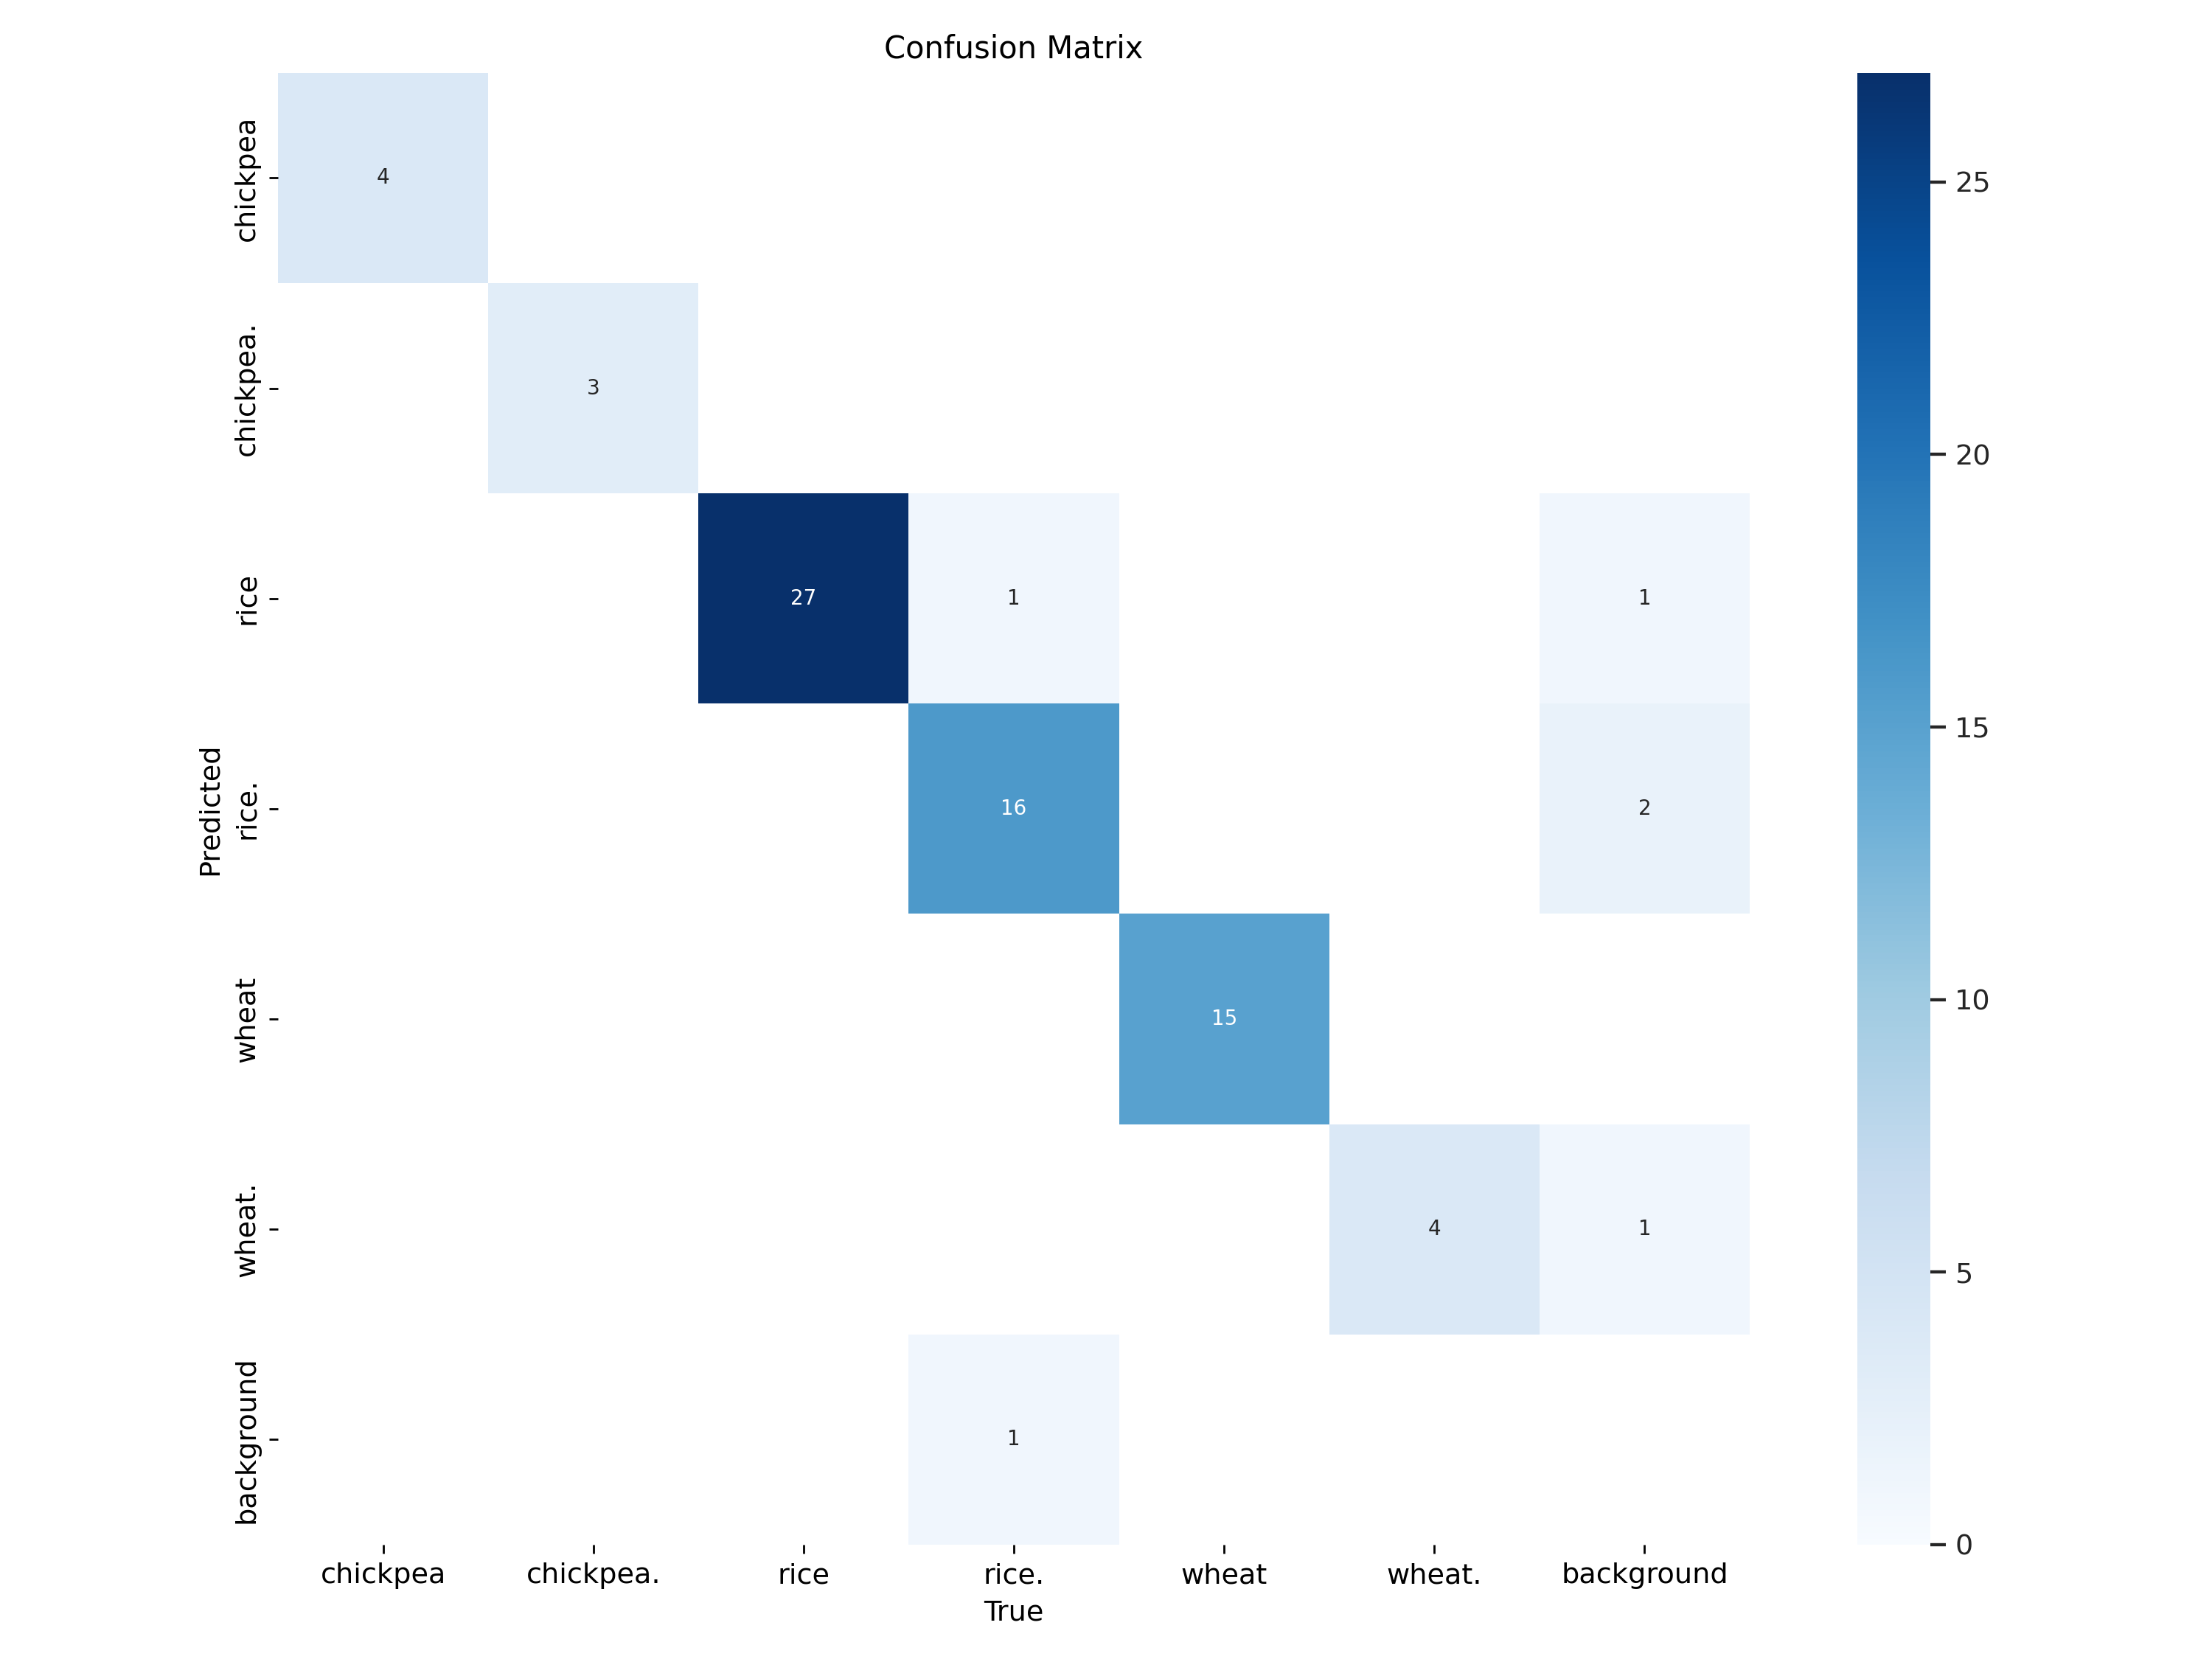 Confusion Matrix
chickpea 4
chickpea. 3
rice 27 1 1
rice. 16 2
wheat 15
wheat. 4 1
background 1
Predicted
chickpea chickpea. rice rice. wheat wheat. background
True
25
20
15
10
5
0